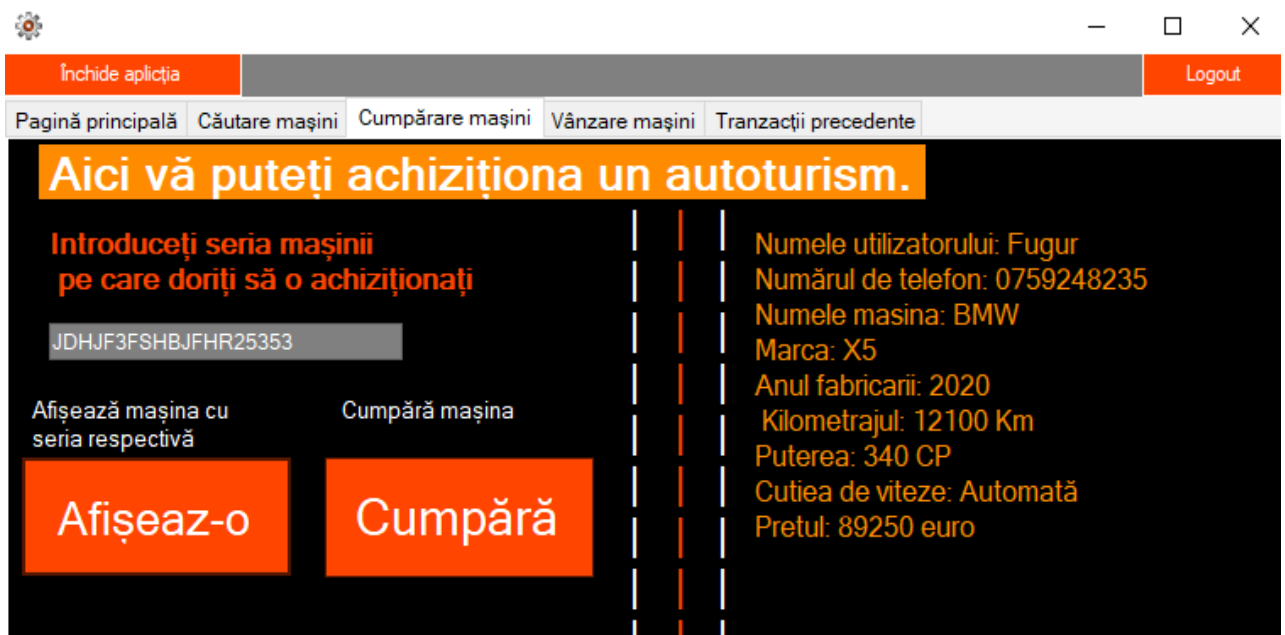 Închide aplicția
Logout
Pagină principală
Căutare mașini
Cumpărare mașini
Vânzare mașini
Tranzacții precedente
Aici vă puteți achiziționa un autoturism.
Introduceți seria mașinii
pe care doriți să o achiziționați
JDHJF3FSHBJFHR25353
Afișează mașina cu
seria respectivă
Cumpără mașina
Afișeaz-o
Cumpără
Numele utilizatorului: Fugur
Numărul de telefon: 0759248235
Numele masina: BMW
Marca: X5
Anul fabricarii: 2020
Kilometrajul: 12100 Km
Puterea: 340 CP
Cutiea de viteze: Automată
Pretul: 89250 euro